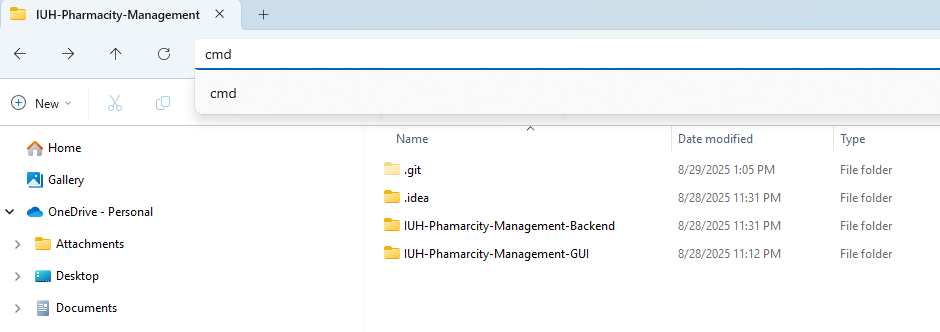 IUH-Pharmacity-Management
cmd
New
cmd
Name Date modified Type
Home
Gallery
OneDrive - Personal
Attachments
Desktop
Documents
.git 8/29/2025 1:05 PM File folder
.idea 8/28/2025 11:31 PM File folder
IUH-Phamarcity-Management-Backend 8/28/2025 11:31 PM File folder
IUH-Phamarcity-Management-GUI 8/28/2025 11:12 PM File folder